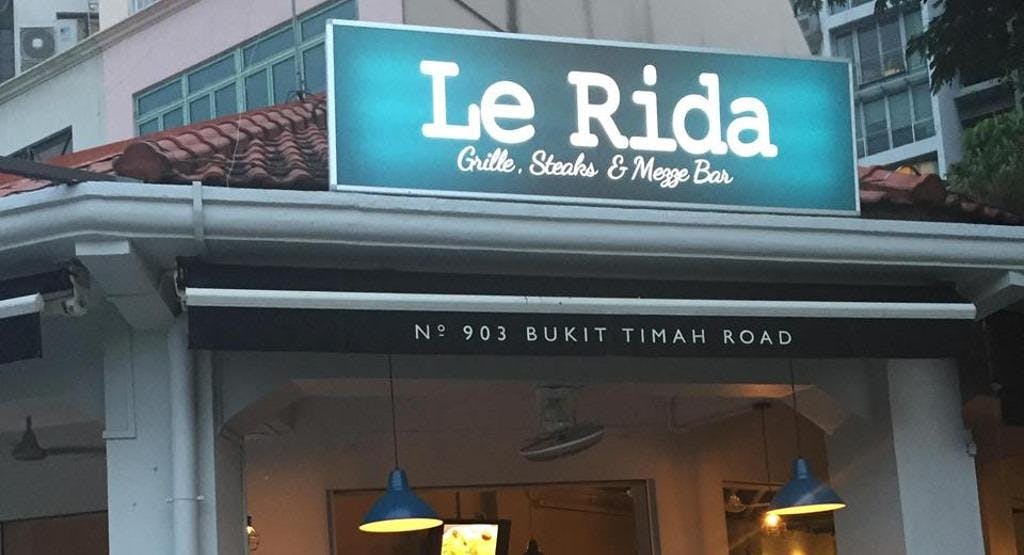 Le Rida
Grille, Steaks & Mezze Bar
Nº 903 BUKIT TIMAH ROAD